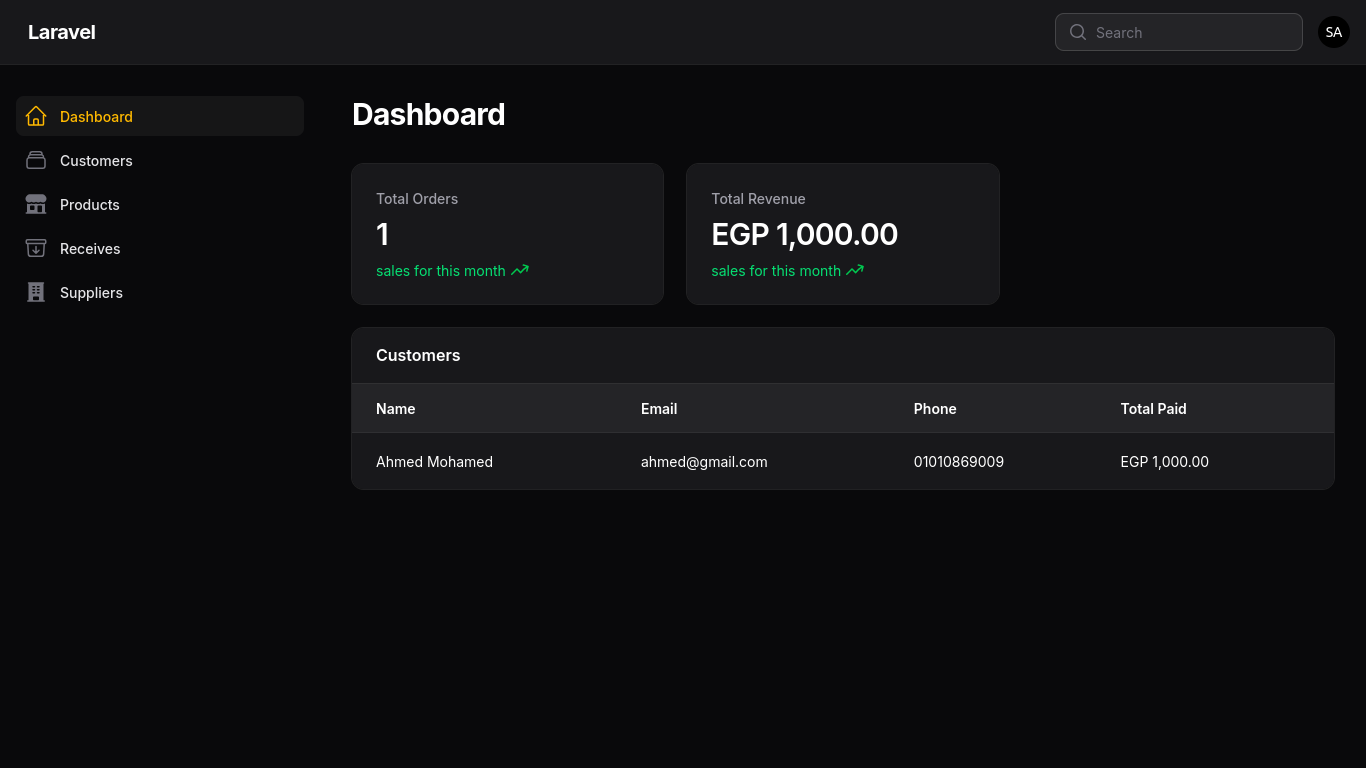 Laravel
Search
SA
Dashboard
Customers
Products
Receives
Suppliers
Dashboard
Total Orders
1
sales for this month
Total Revenue
EGP 1,000.00
sales for this month
Customers
Name Email Phone Total Paid
Ahmed Mohamed ahmed@gmail.com 01010869009 EGP 1,000.00